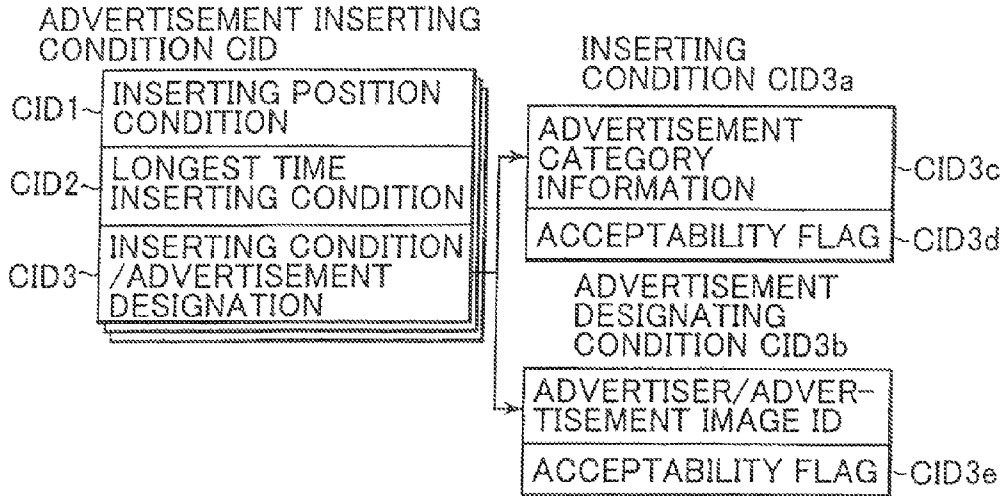 ADVERTISEMENT INSERTING
CONDITION CID
CID1
INSERTING POSITION
CONDITION
CID2
LONGEST TIME
INSERTING CONDITION
CID3
INSERTING CONDITION
/ADVERTISEMENT
DESIGNATION
INSERTING
CONDITION CID3a
ADVERTISEMENT
CATEGORY
INFORMATION
CID3c
ACCEPTABILITY FLAG
CID3d
ADVERTISEMENT
DESIGNATING
CONDITION CID3b
ADVERTISER/ADVER-
TISEMENT IMAGE ID
ACCEPTABILITY FLAG
CID3e